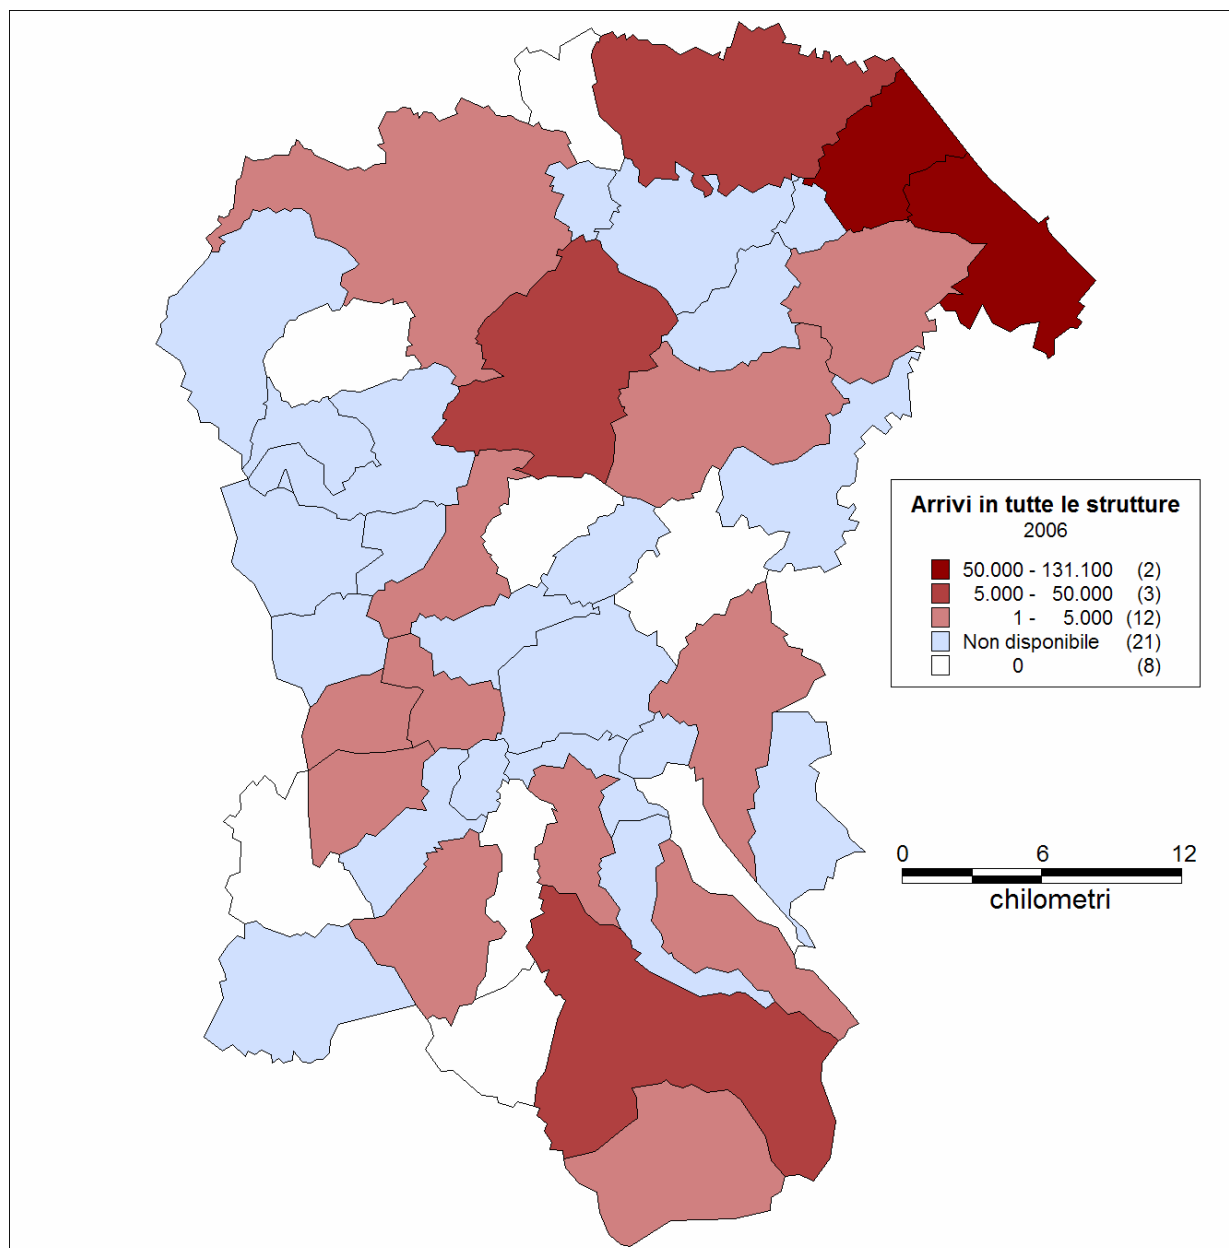 Arrivi in tutte le strutture
2006
50.000 - 131.100 (2)
5.000 - 50.000 (3)
1 - 5.000 (12)
Non disponibile (21)
0 (8)
0 6 12
chilometri